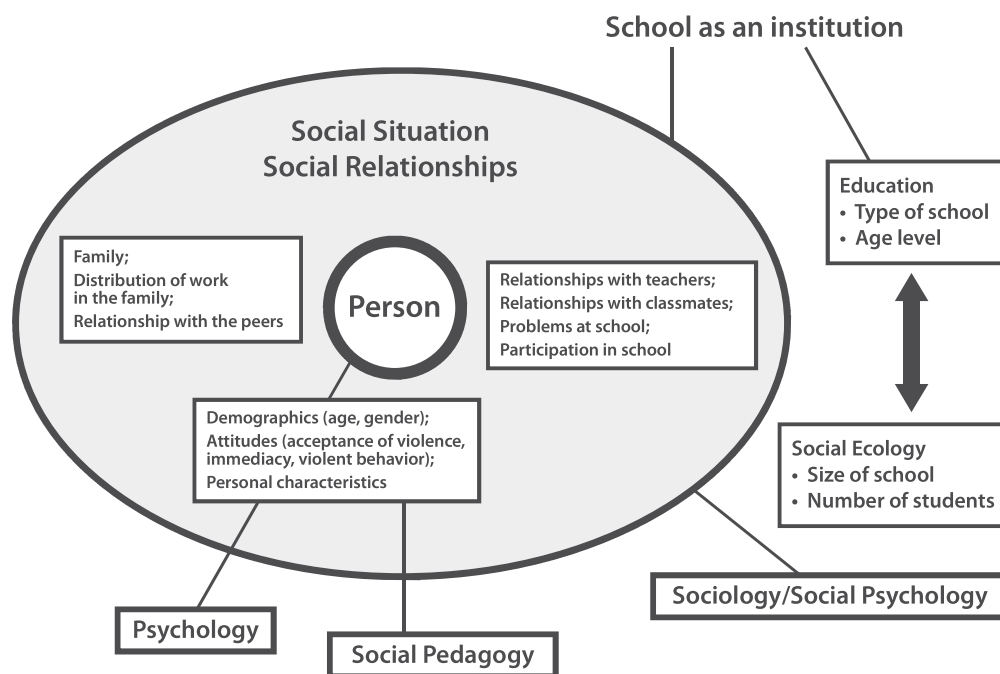 School as an institution
Social Situation
Social Relationships
Education
• Type of school
• Age level
Family;
Distribution of work
in the family;
Relationship with the peers
Person
Relationships with teachers;
Relationships with classmates;
Problems at school;
Participation in school
Demographics (age, gender);
Attitudes (acceptance of violence,
immediacy, violent behavior);
Personal characteristics
Social Ecology
• Size of school
• Number of students
Sociology/Social Psychology
Psychology
Social Pedagogy